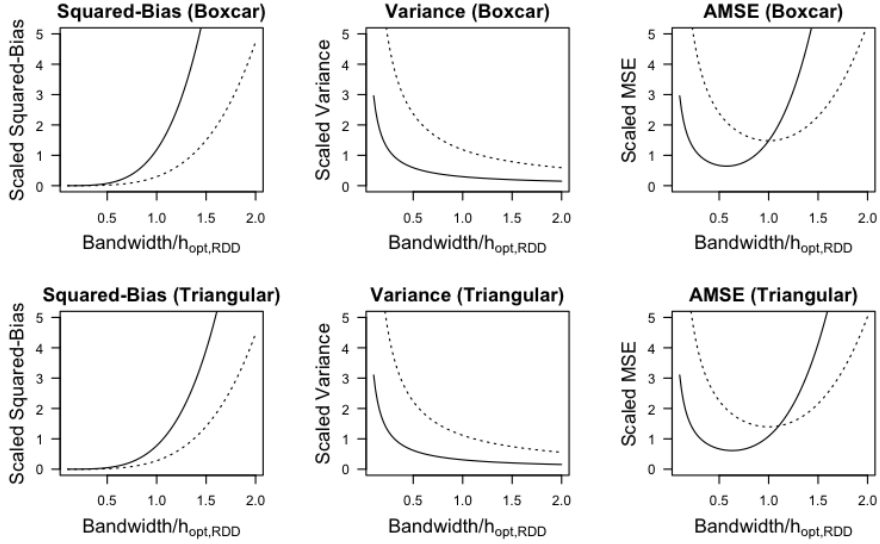 Squared-Bias (Boxcar)
Scaled Squared-Bias
5
4
3
2
1
0
0.5 1.0 1.5 2.0
Bandwidth/hopt,RDD
Variance (Boxcar)
Scaled Variance
5
4
3
2
1
0
0.5 1.0 1.5 2.0
Bandwidth/hopt,RDD
AMSE (Boxcar)
Scaled MSE
5
4
3
2
1
0
0.5 1.0 1.5 2.0
Bandwidth/hopt,RDD
Squared-Bias (Triangular)
Scaled Squared-Bias
5
4
3
2
1
0
0.5 1.0 1.5 2.0
Bandwidth/hopt,RDD
Variance (Triangular)
Scaled Variance
5
4
3
2
1
0
0.5 1.0 1.5 2.0
Bandwidth/hopt,RDD
AMSE (Triangular)
Scaled MSE
5
4
3
2
1
0
0.5 1.0 1.5 2.0
Bandwidth/hopt,RDD